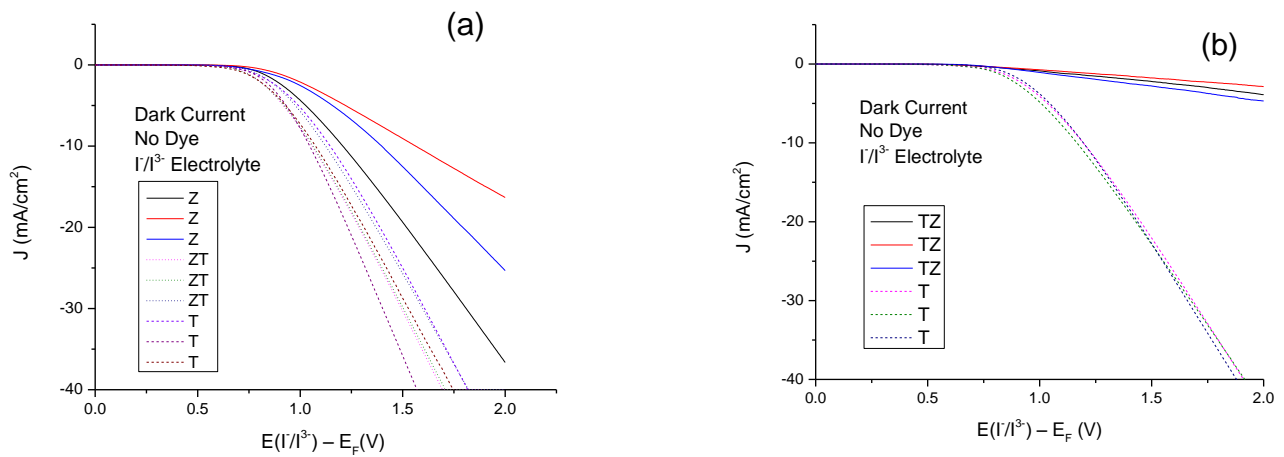 (a)
0
-10
-20
-30
-40
J (mA/cm²)
Dark Current
No Dye
I⁻/I³⁻ Electrolyte
Z
Z
Z
ZT
ZT
ZT
T
T
T
0.0 0.5 1.0 1.5 2.0
E(I⁻/I³⁻) – E_F(V)
(b)
0
-10
-20
-30
-40
J (mA/cm²)
Dark Current
No Dye
I⁻/I³⁻ Electrolyte
TZ
TZ
TZ
T
T
T
0.0 0.5 1.0 1.5 2.0
E(I⁻/I³⁻) – E_F (V)